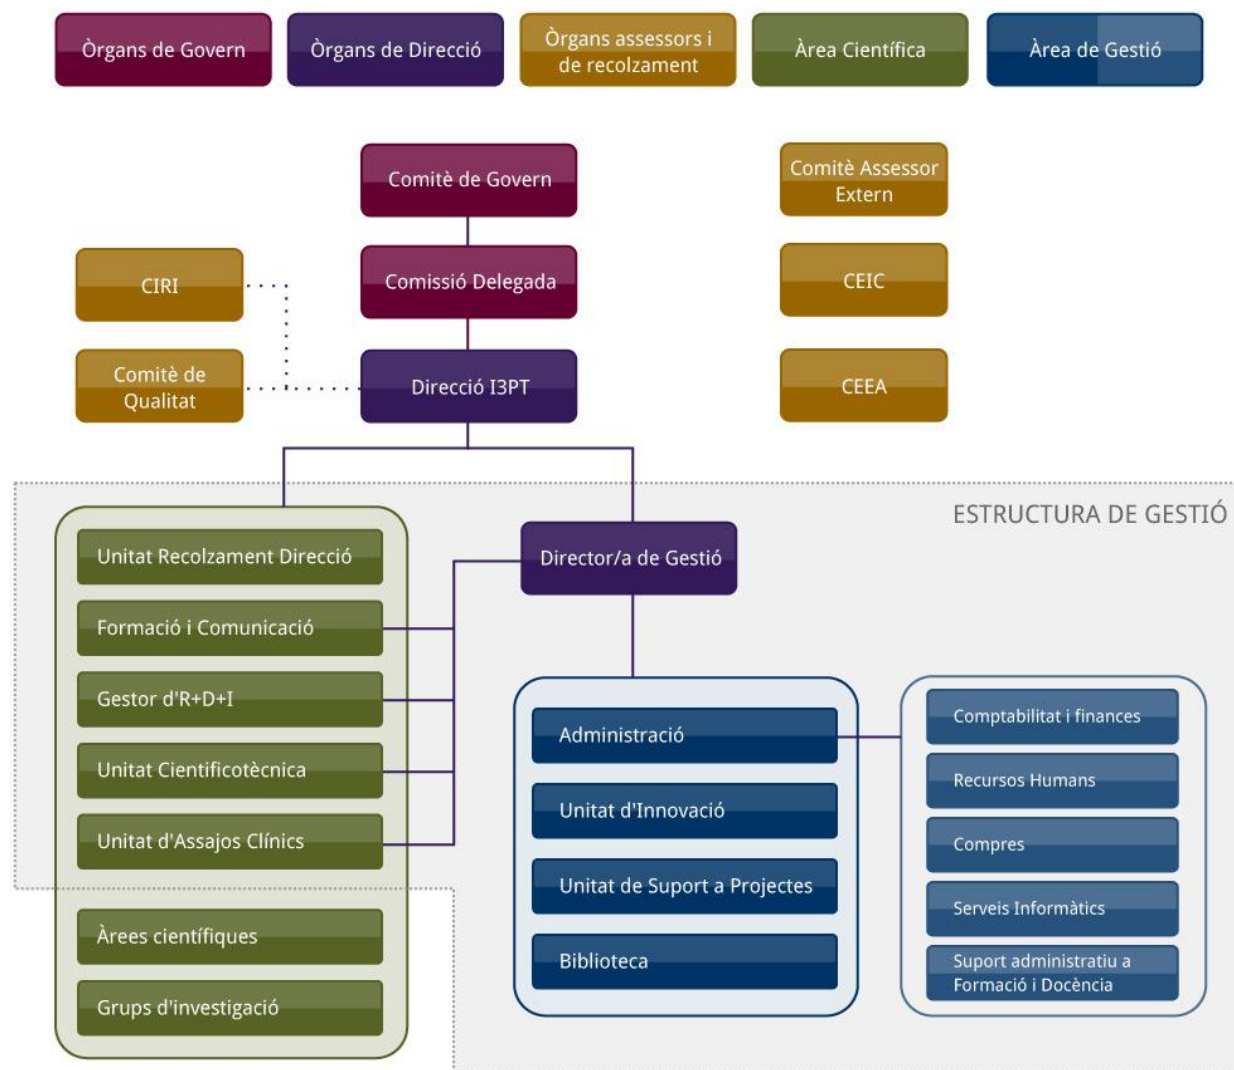 Òrgans de Govern
Òrgans de Direcció
Òrgans assessors i
de recolzament
Àrea Científica
Àrea de Gestió
Comitè de Govern
Comitè Assessor
Extern
CIRI
Comissió Delegada
CEIC
Comitè de
Qualitat
Direcció I3PT
CEEA
ESTRUCTURA DE GESTIÓ
Unitat Recolzament Direcció
Formació i Comunicació
Gestor d'R+D+I
Unitat Cientificotècnica
Unitat d'Assajos Clínics
Àrees científiques
Grups d'investigació
Director/a de Gestió
Administració
Unitat d'Innovació
Unitat de Suport a Projectes
Biblioteca
Comptabilitat i finances
Recursos Humans
Compres
Serveis Informàtics
Suport administratiu a
Formació i Docència